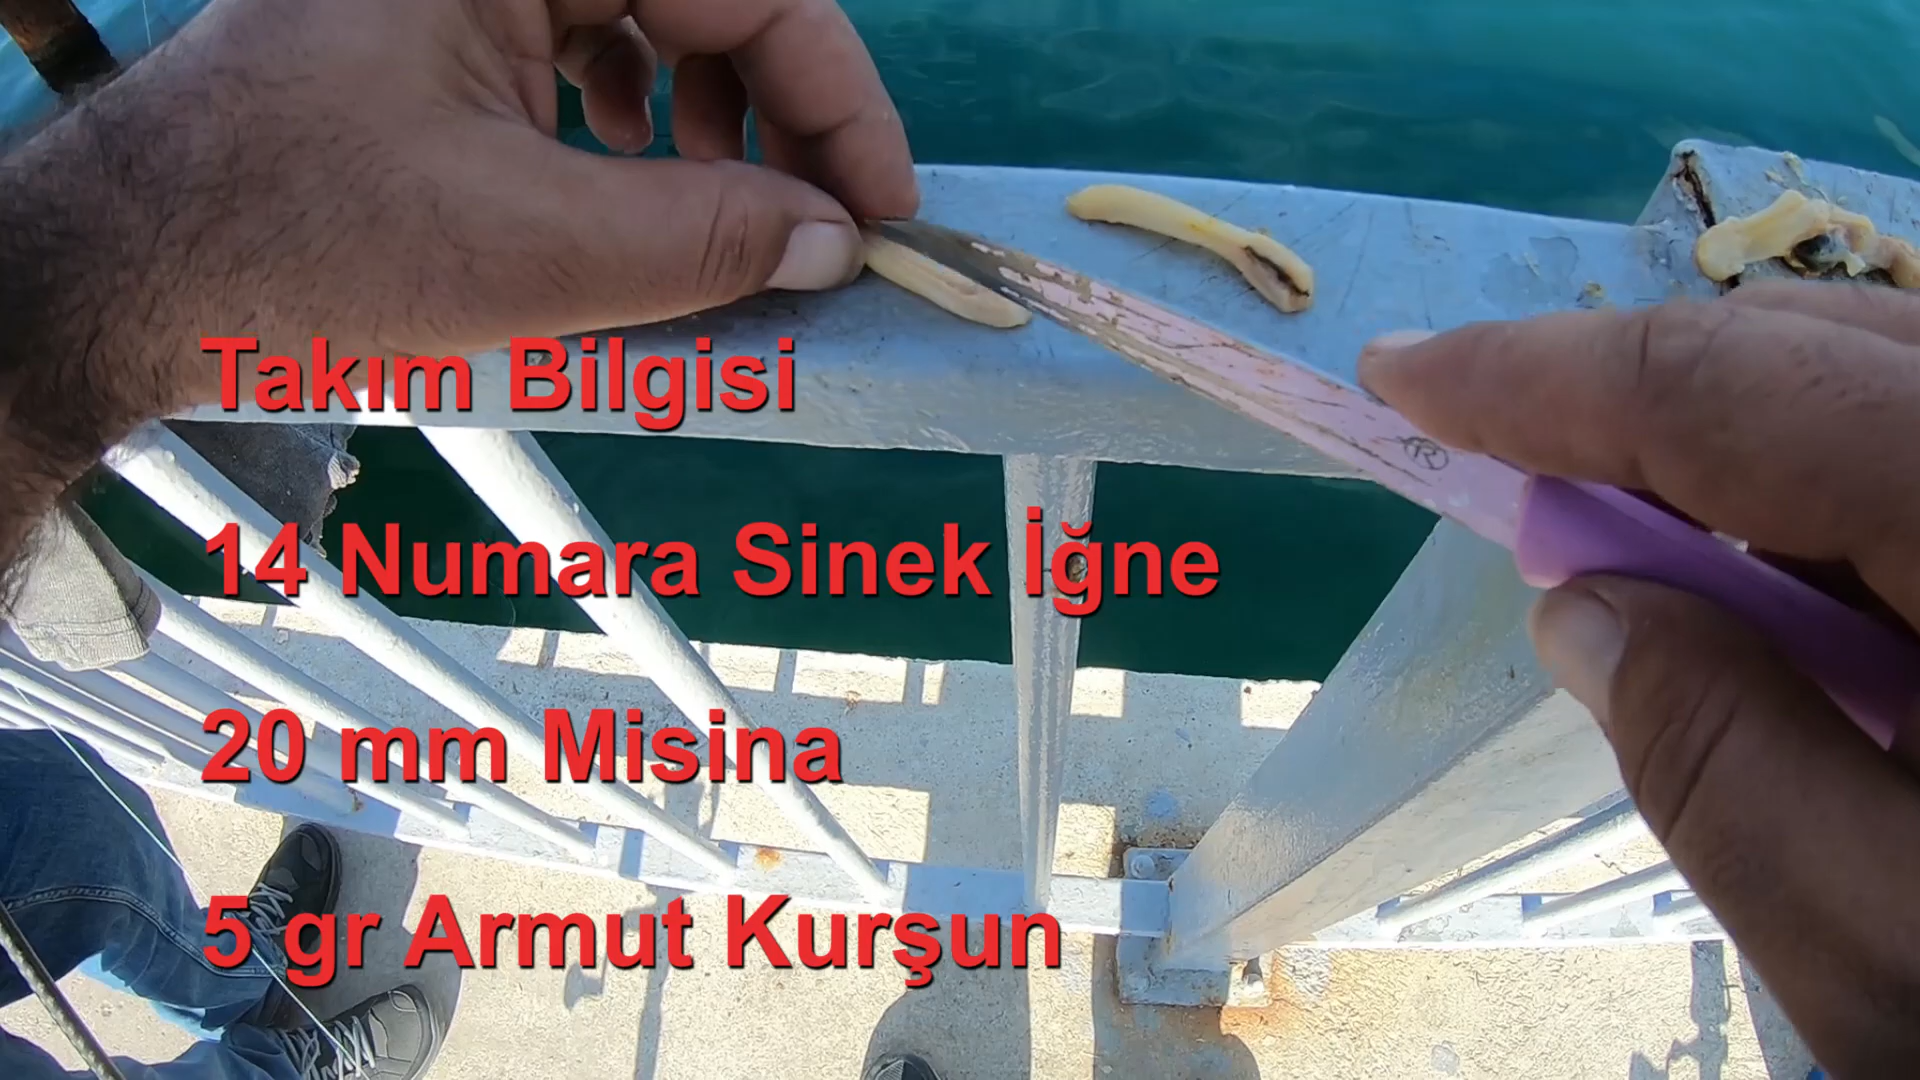 Takım Bilgisi
14 Numara Sinek İğne
20 mm Misina
5 gr Armut Kurşun
R